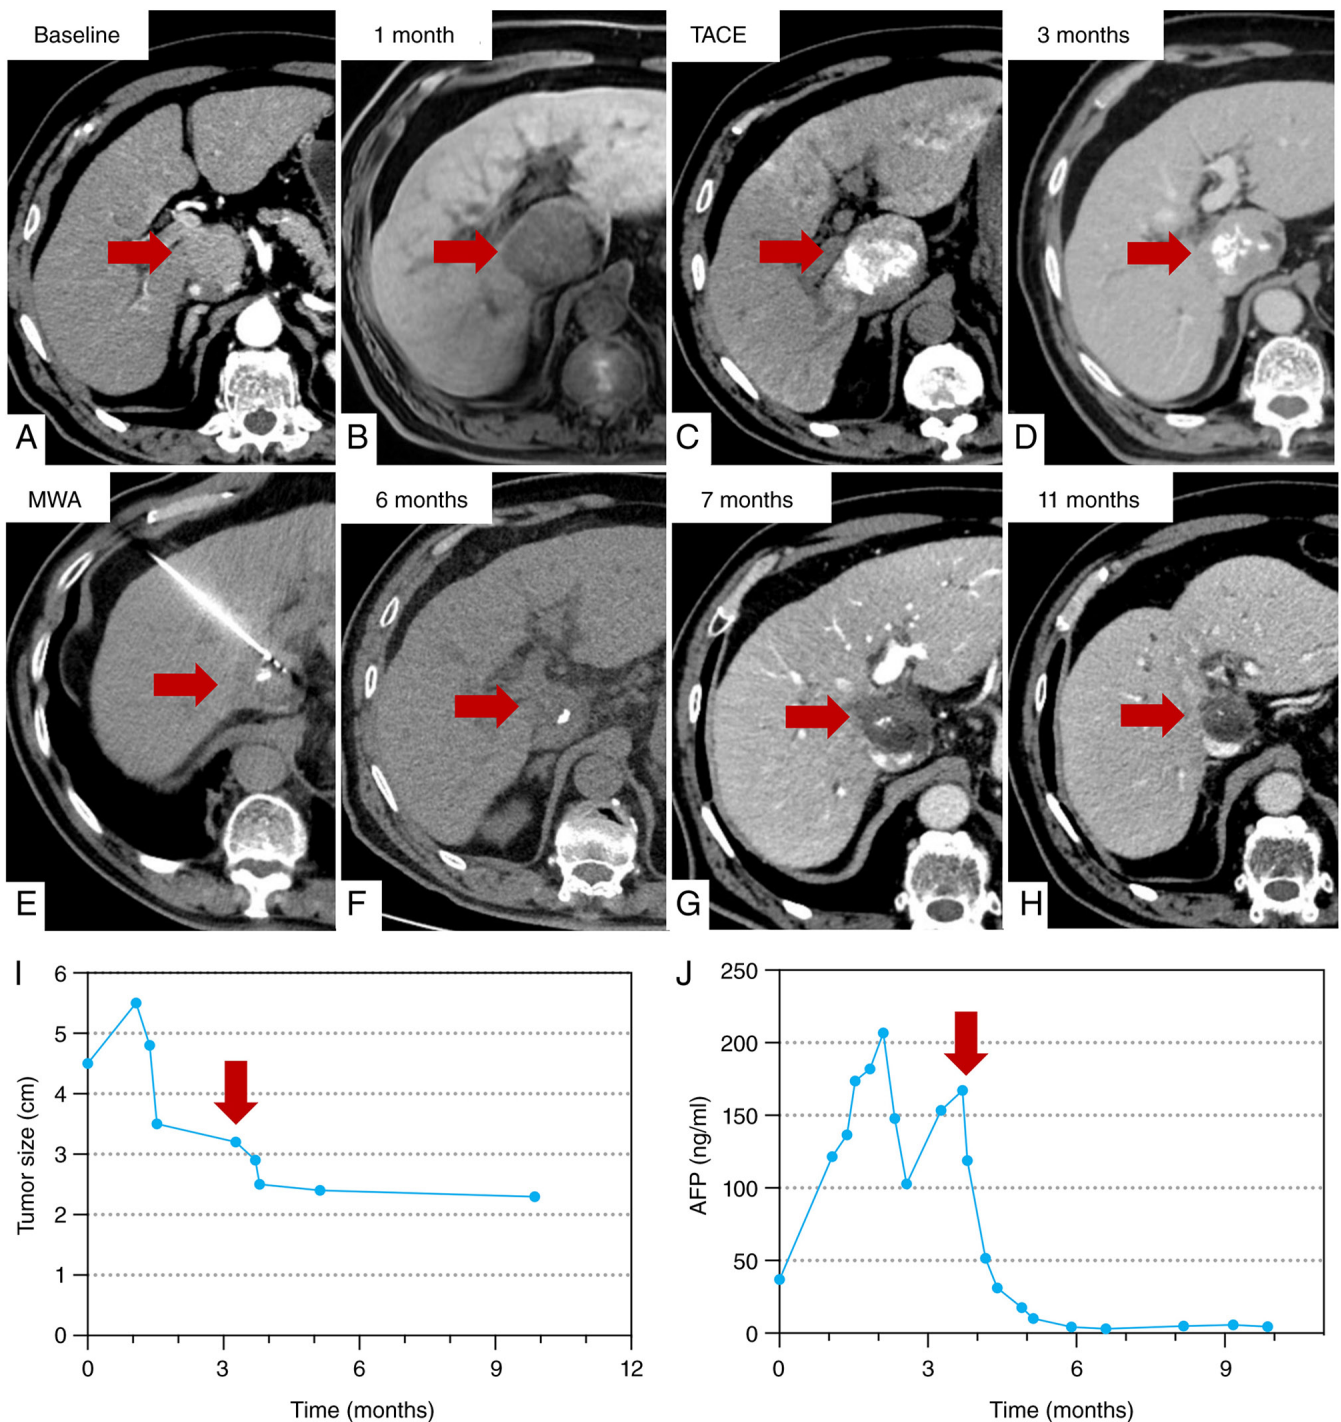 Baseline
1 month
TACE
3 months
A
B
C
D
MWA
6 months
7 months
11 months
E
F
G
H
I
6
5
4
3
2
1
0
Tumor size (cm)
0 3 6 9 12
Time (months)
J
250
200
150
100
50
0
AFP (ng/ml)
0 3 6 9
Time (months)